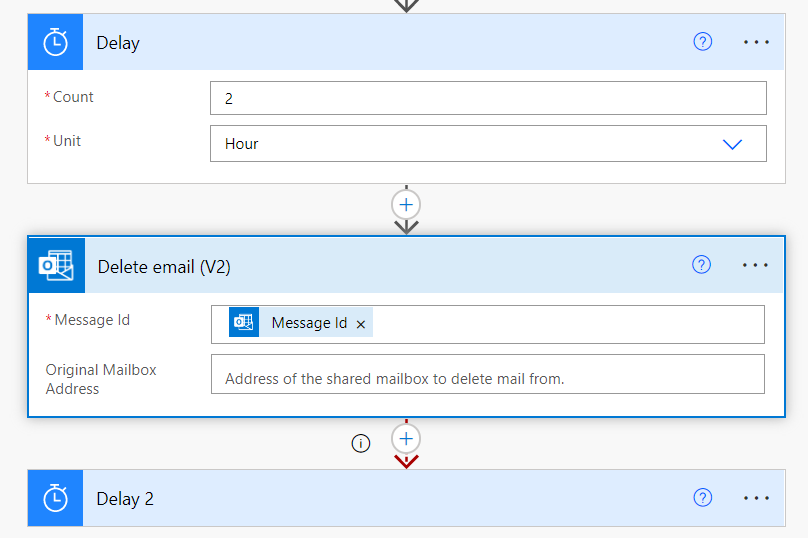 Delay
*Count
2
*Unit
Hour
Delete email (V2)
*Message Id
Message Id ×
Original Mailbox
Address
Address of the shared mailbox to delete mail from.
Delay 2